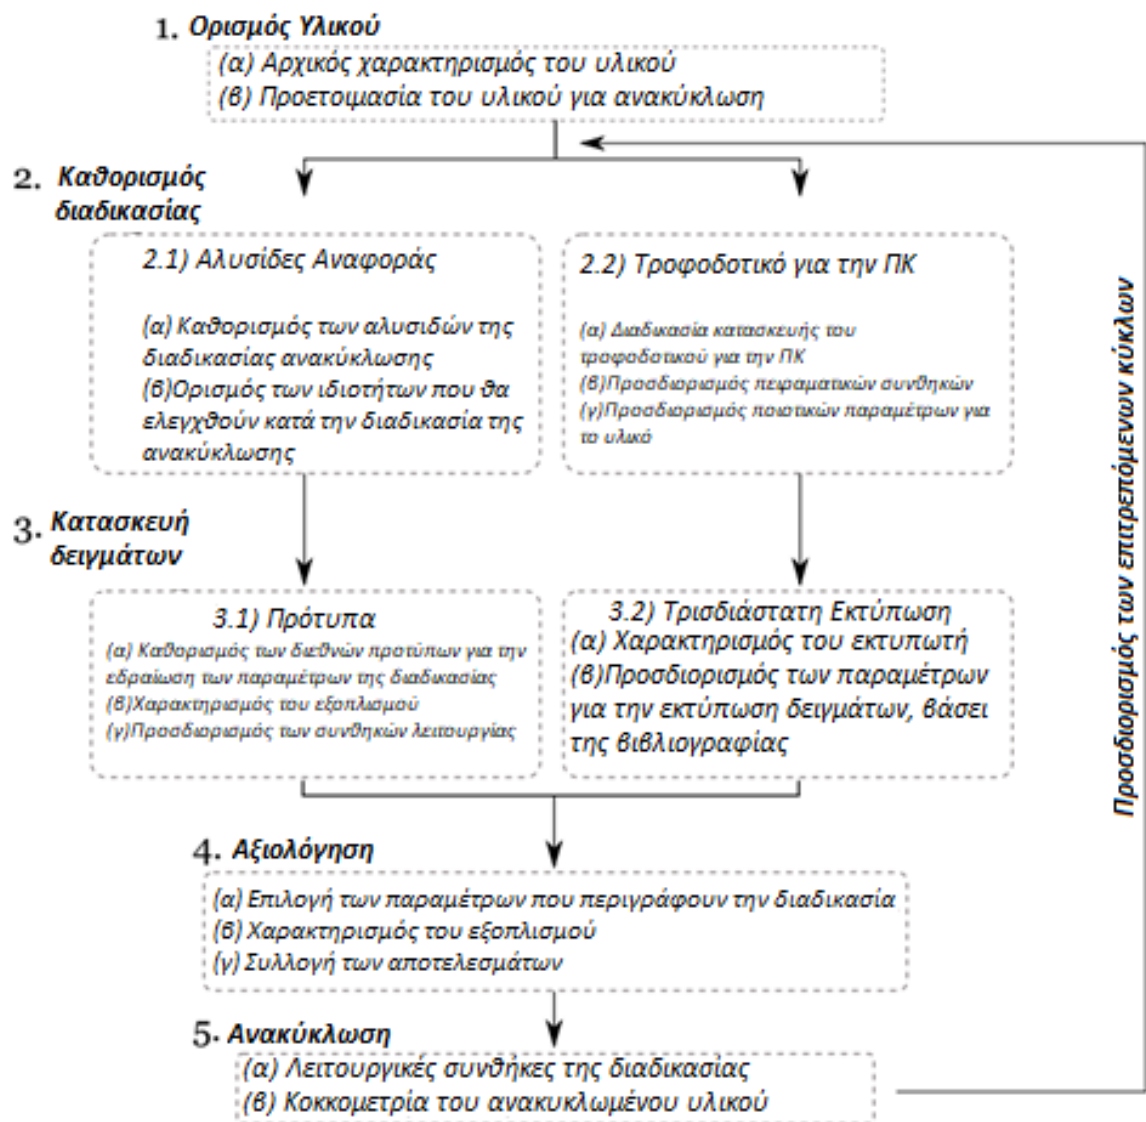 1. Ορισμός Υλικού
(α) Αρχικός χαρακτηρισμός του υλικού
(β) Προετοιμασία του υλικού για ανακύκλωση
2. Καθορισμός
διαδικασίας
2.1) Αλυσίδες Αναφοράς
(α) Καθορισμός των αλυσιδών της
διαδικασίας ανακύκλωσης
(β)Ορισμός των ιδιοτήτων που θα
ελεγχθούν κατά την διαδικασία της
ανακύκλωσης
2.2) Τροφοδοτικό για την ΠΚ
(α) Διαδικασία κατασκευής του
τροφοδοτικού για την ΠΚ
(β)Προσδιορισμός πειραματικών συνθηκών
(γ)Προσδιορισμός ποιοτικών παραμέτρων για
το υλικό
3. Κατασκευή
δειγμάτων
3.1) Πρότυπα
(α) Καθορισμός των διεθνών προτύπων για την
εδραίωση των παραμέτρων της διαδικασίας
(β)Χαρακτηρισμός του εξοπλισμού
(γ)Προσδιορισμός των συνθηκών λειτουργίας
3.2) Τρισδιάστατη Εκτύπωση
(α) Χαρακτηρισμός του εκτυπωτή
(β)Προσδιορισμός των παραμέτρων
για την εκτύπωση δειγμάτων, βάσει
της βιβλιογραφίας
4. Αξιολόγηση
(α) Επιλογή των παραμέτρων που περιγράφουν την διαδικασία
(β) Χαρακτηρισμός του εξοπλισμού
(γ) Συλλογή των αποτελεσμάτων
5. Ανακύκλωση
(α) Λειτουργικές συνθήκες της διαδικασίας
(β) Κοκκομετρία του ανακυκλωμένου υλικού
Προσδιορισμός των επιτρεπόμενων κύκλων